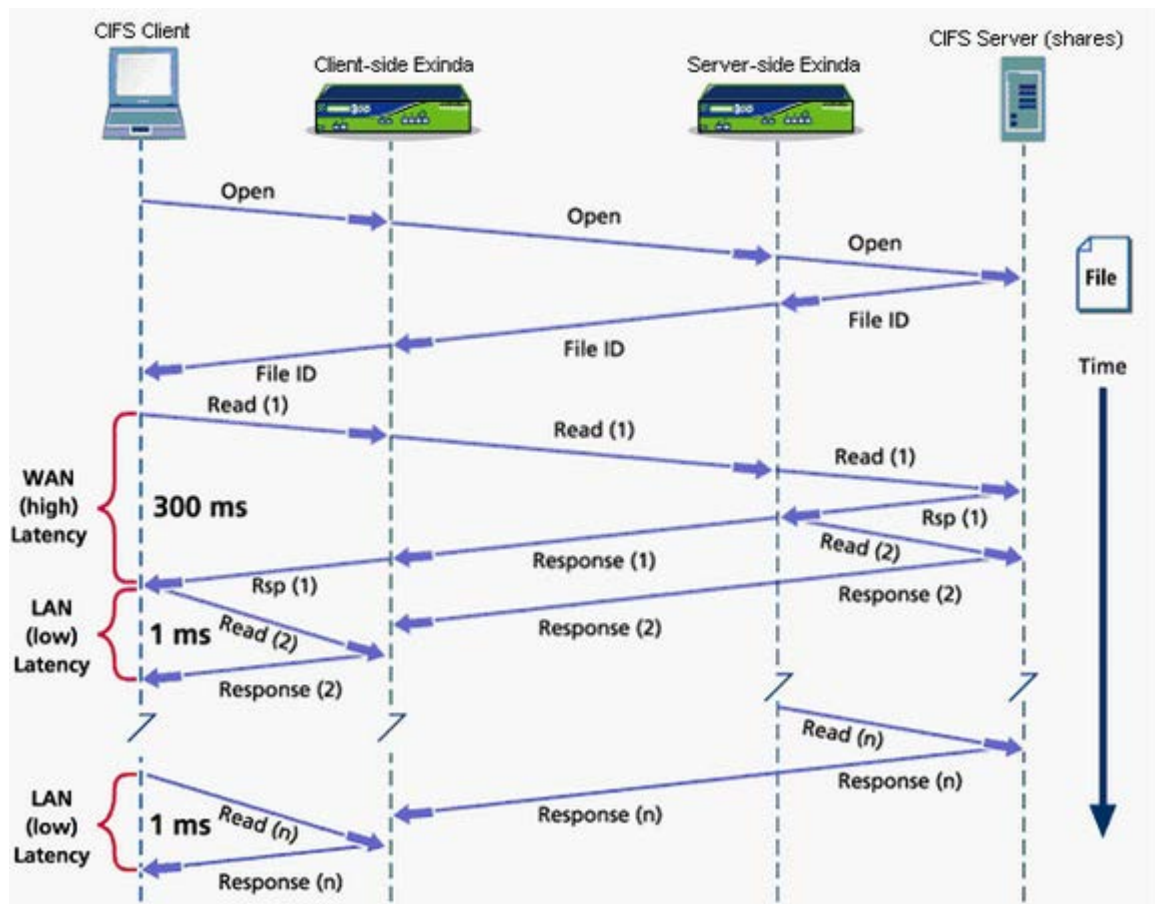 CIFS Client
Client-side Exinda
Server-side Exinda
CIFS Server (shares)
Open
Open
Open
File
File ID
File ID
File ID
Time
Read (1)
Read (1)
Read (1)
WAN
(high)
Latency
300 ms
Rsp (1)
Read (2)
Response (1)
Rsp (1)
Response (2)
LAN
(low)
Latency
1 ms
Read (2)
Response (2)
Response (2)
Read (n)
Response (n)
LAN
(low)
Latency
1 ms
Read (n)
Response (n)
Response (n)